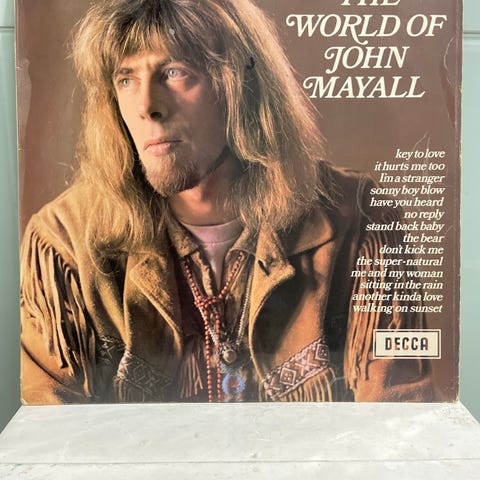 THE
WORLD OF
JOHN
MAYALL
key to love
it hurts me too
I'm a stranger
sonny boy blow
have you heard
no reply
stand back baby
the bear
don't kick me
the super-natural
me and my woman
sitting in the rain
another kinda love
walking on sunset
DECCA